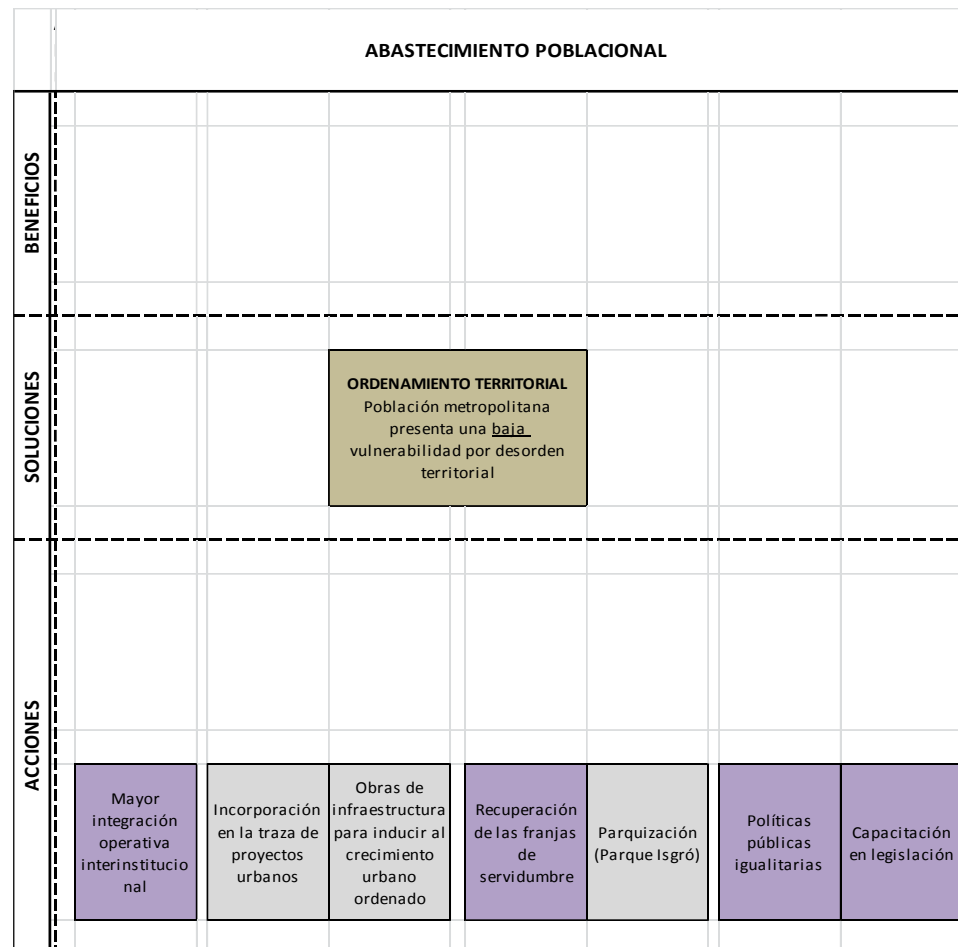 ABASTECIMIENTO POBLACIONAL
BENEFICIOS
SOLUCIONES
ORDENAMIENTO TERRITORIAL
Población metropolitana
presenta una baja
vulnerabilidad por desorden
territorial
ACCIONES
Mayor
integración
operativa
interinstitucio
nal
Incorporación
en la traza de
proyectos
urbanos
Obras de
infraestructura
para inducir al
crecimiento
urbano
ordenado
Recuperación
de las franjas
de
servidumbre
Parquización
(Parque Isgró)
Políticas
públicas
igualitarias
Capacitación
en legislación